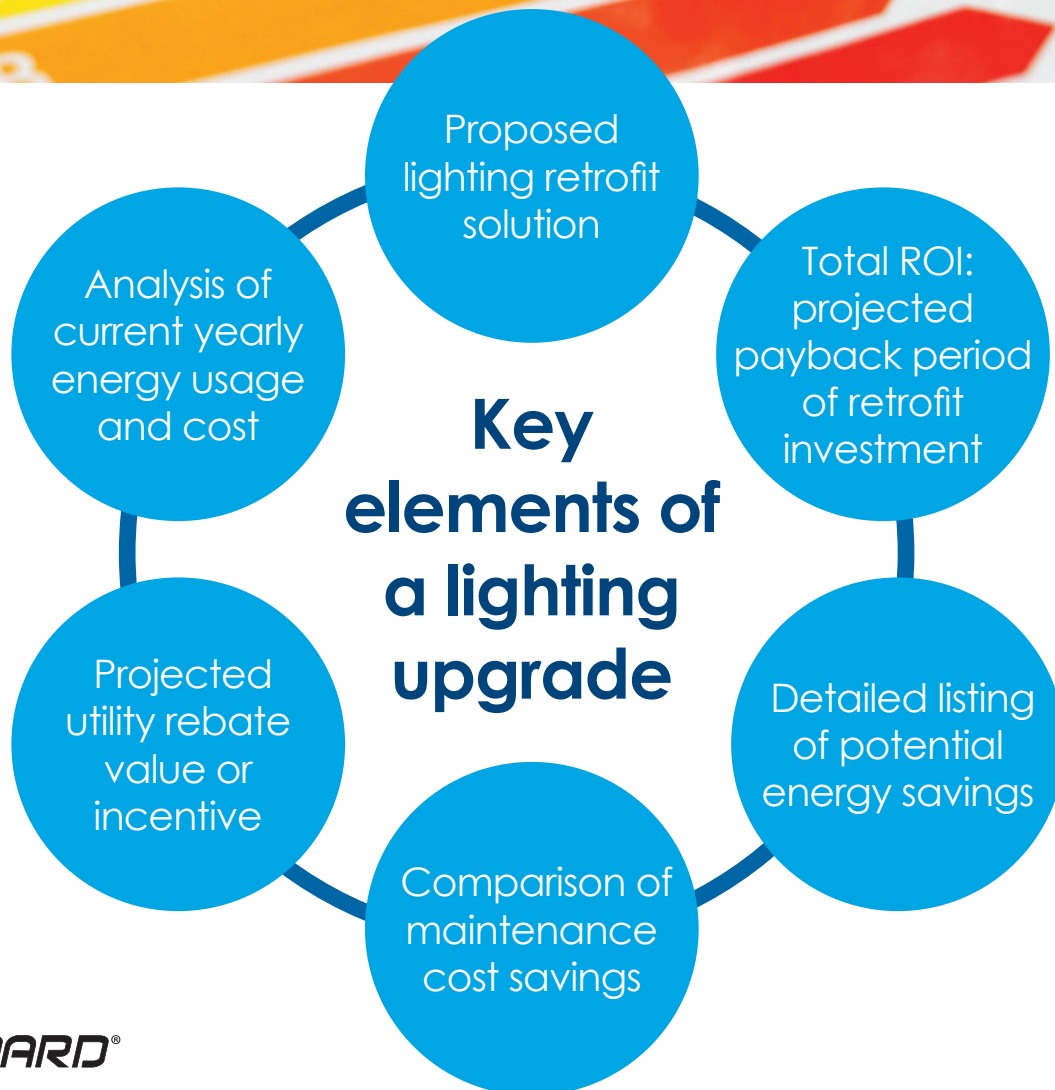 Proposed
lighting retrofit
solution
Total ROI:
projected
payback period
of retrofit
investment
Detailed listing
of potential
energy savings
Comparison of
maintenance
cost savings
Projected
utility rebate
value or
incentive
Analysis of
current yearly
energy usage
and cost
Key
elements of
a lighting
upgrade